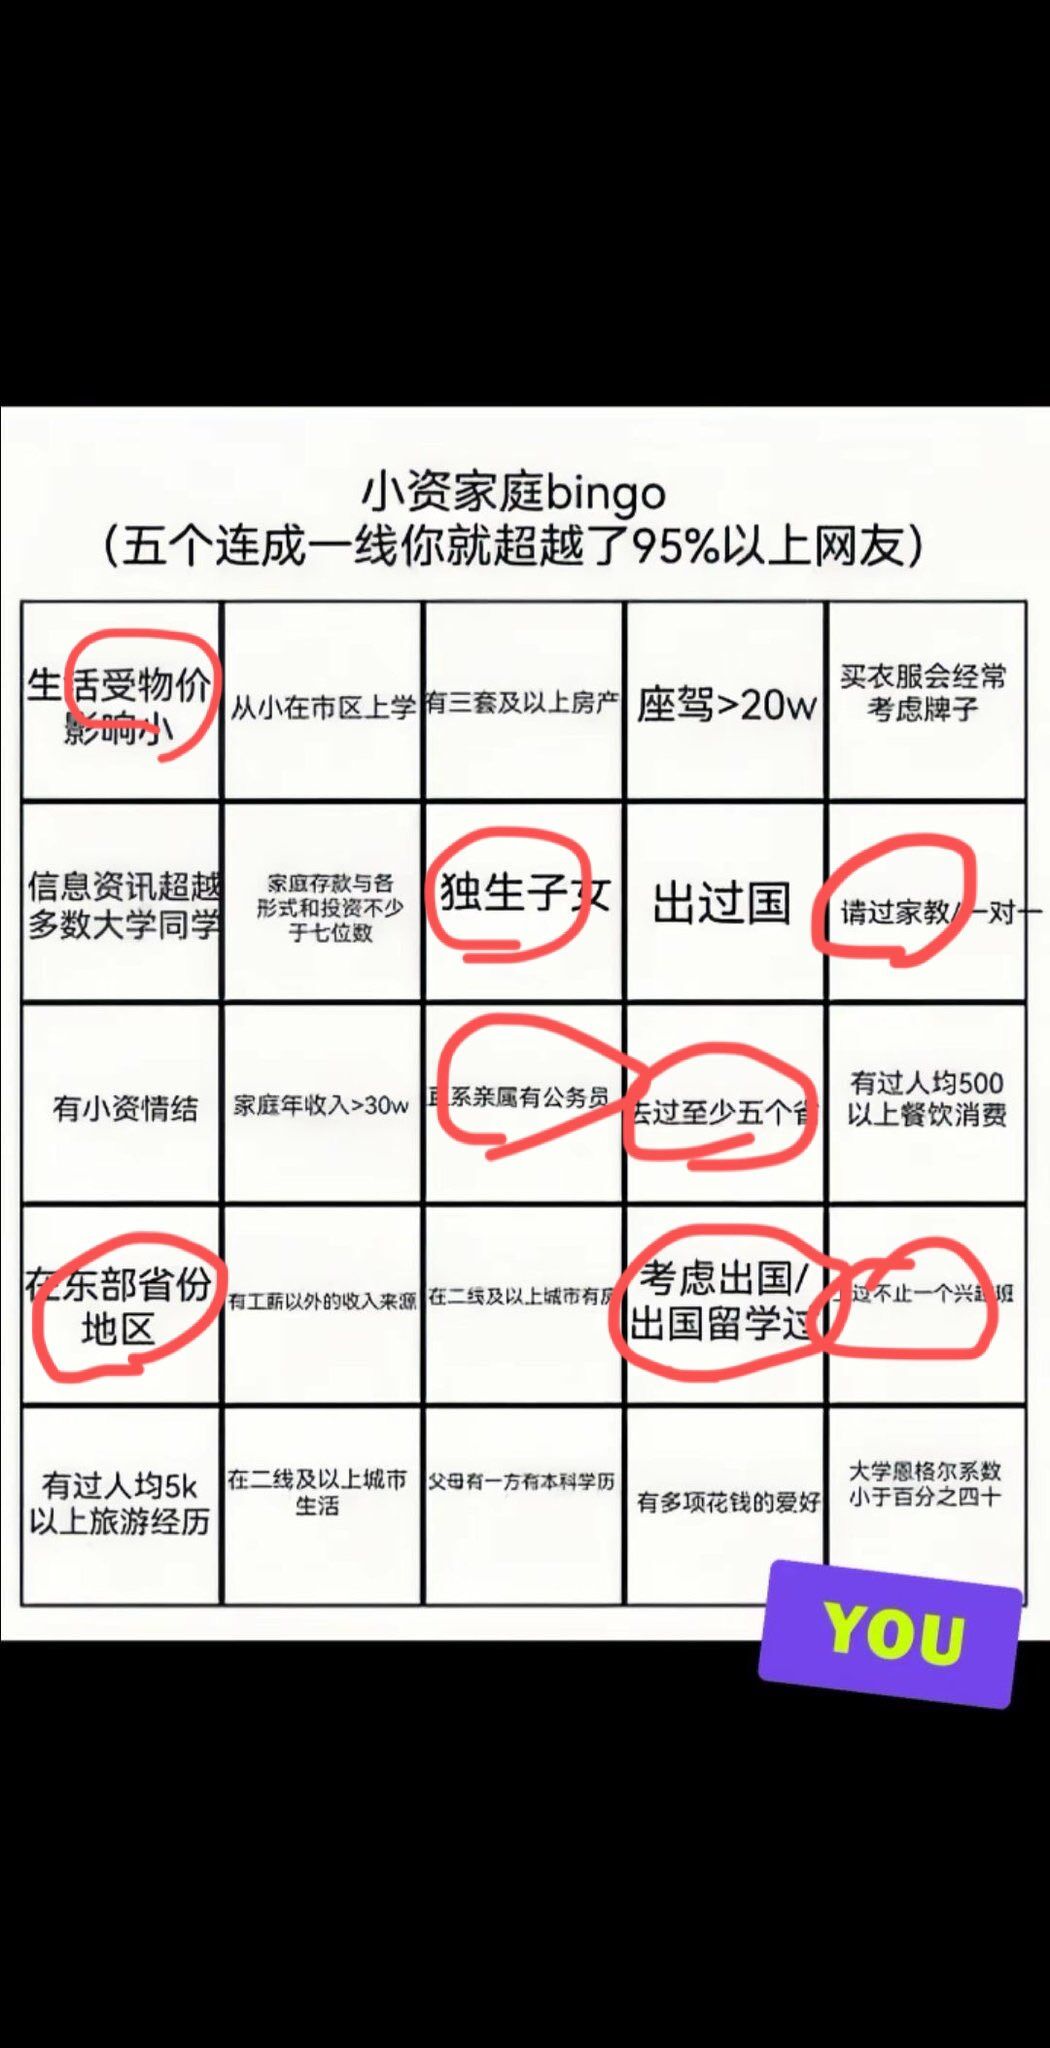 小资家庭bingo
（五个连成一线你就超越了95%以上网友）
生活受物价
影响小
从小在市区上学
有三套及以上房产
座驾>20w
买衣服会经常
考虑牌子
信息资讯超越
多数大学同学
家庭存款与各
形式和投资不少
于七位数
独生子女
出过国
请过家教/一对一
有小资情结
家庭年收入>30w
直系亲属有公务员
去过至少五个省
有过人均500
以上餐饮消费
在东部省份
地区
有工薪以外的收入来源
在二线及以上城市有房
考虑出国/
出国留学过
上过不止一个兴趣班
有过人均5k
以上旅游经历
在二线及以上城市
生活
父母有一方有本科学历
有多项花钱的爱好
大学恩格尔系数
小于百分之四十
YOU